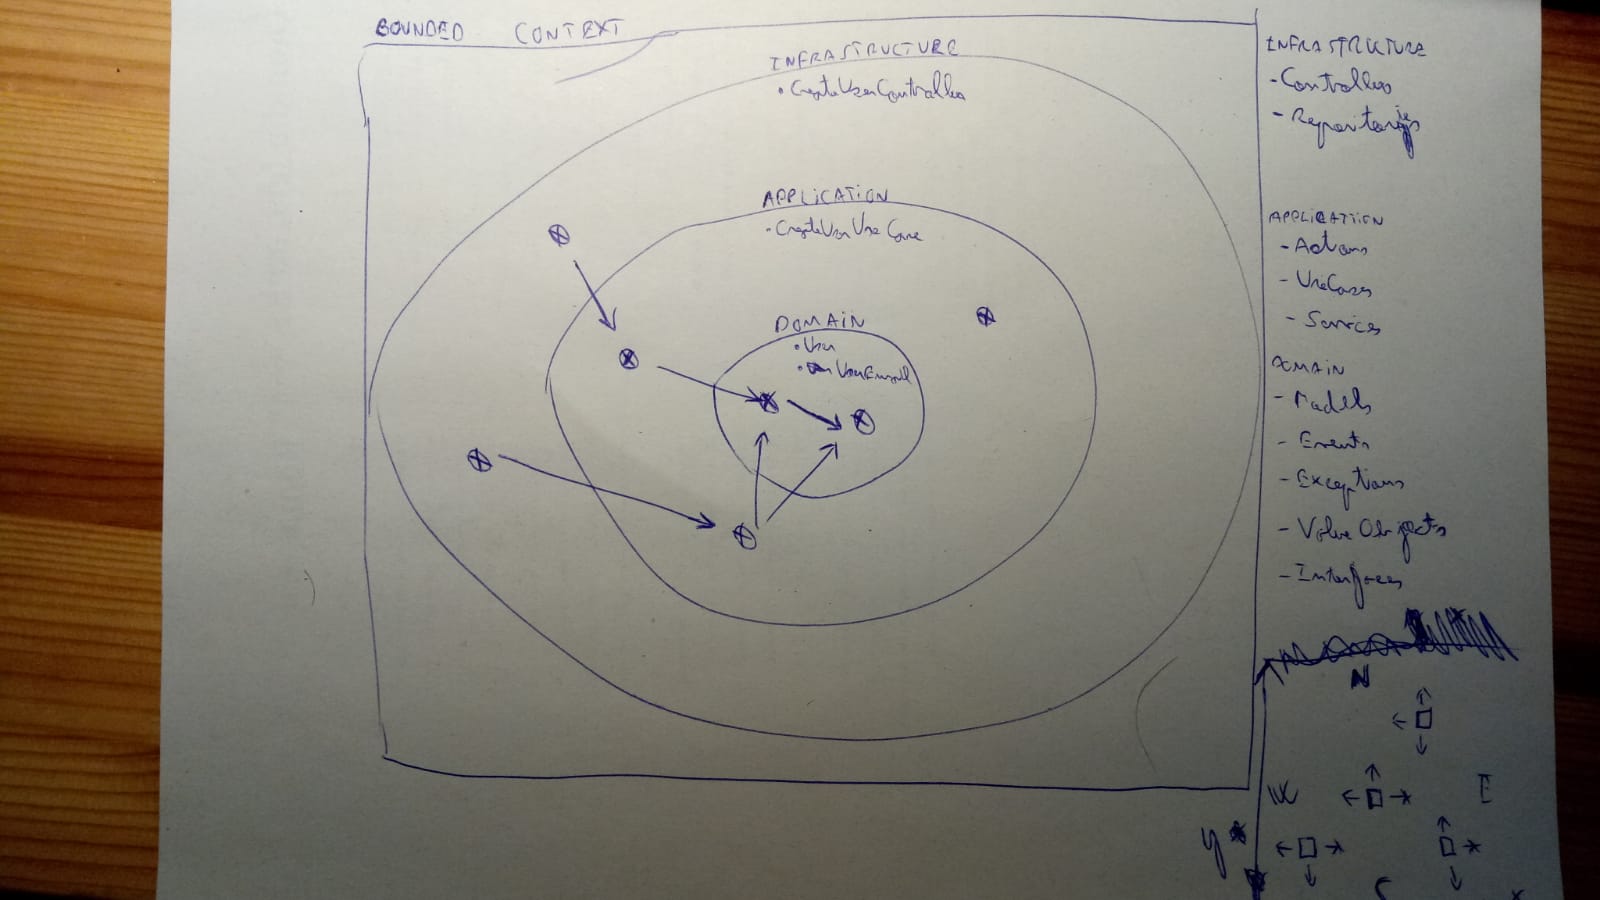 BOUNDED CONTEXT
INFRASTRUCTURE
• CreateUserController
APPLICATION
• CreateUserUseCase
DOMAIN
• User
• UserEmail
INFRASTRUCTURE
- Controllers
- Repositories
APPLICATION
- Actions
- UseCases
- Services
DOMAIN
- Models
- Events
- Exceptions
- Value Objects
- Interfaces
N
W E
y
S x